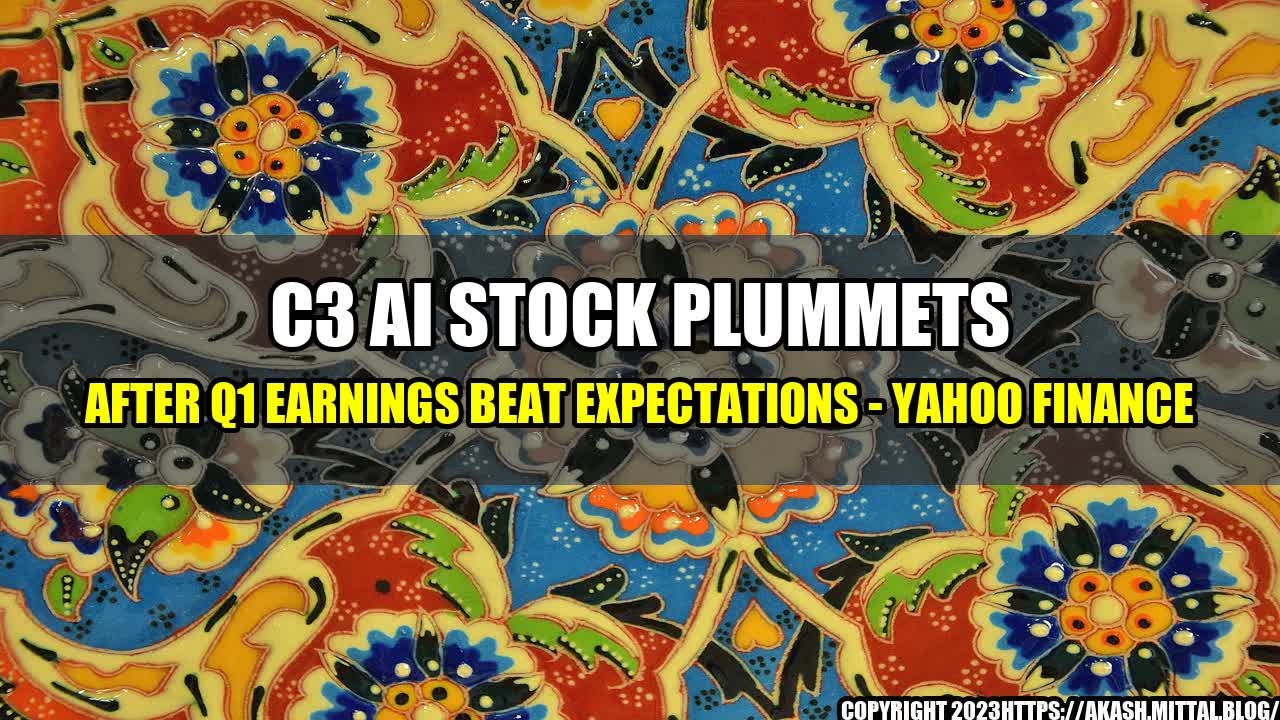 C3 AI STOCK PLUMMETS
AFTER Q1 EARNINGS BEAT EXPECTATIONS - YAHOO FINANCE
COPYRIGHT 2023HTTPS://AKASH.MITTAL.BLOG/